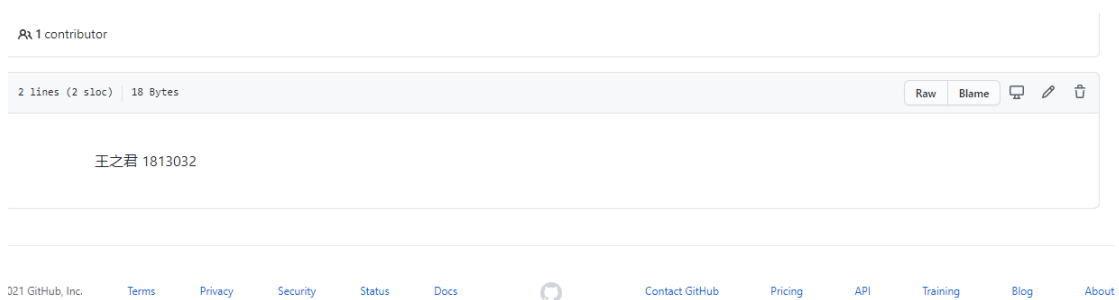 1 contributor
2 lines (2 sloc) 18 Bytes
Raw Blame
王之君 1813032
021 GitHub, Inc. Terms Privacy Security Status Docs Contact GitHub Pricing API Training Blog About